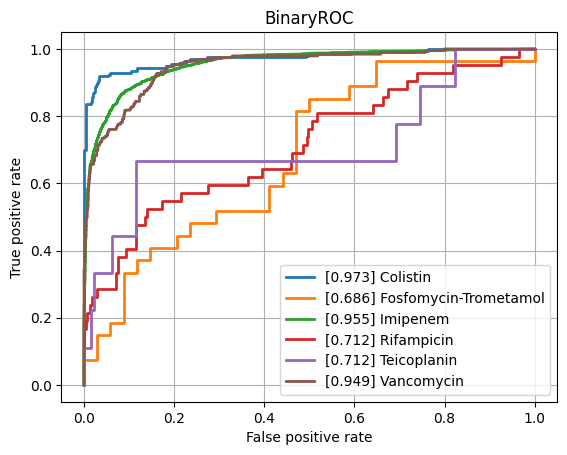 BinaryROC
True positive rate
1.0
0.8
0.6
0.4
0.2
0.0
[0.973] Colistin
[0.686] Fosfomycin-Trometamol
[0.955] Imipenem
[0.712] Rifampicin
[0.712] Teicoplanin
[0.949] Vancomycin
0.0 0.2 0.4 0.6 0.8 1.0
False positive rate